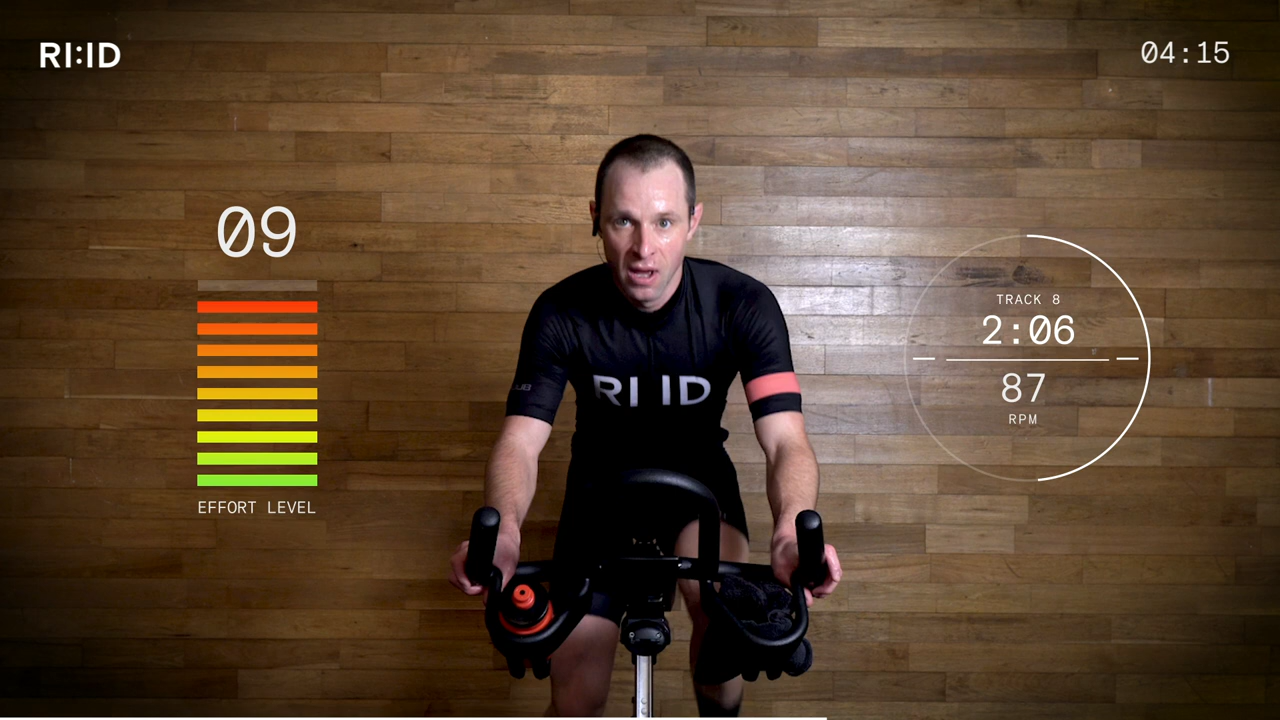 RI:ID
04:15
09
EFFORT LEVEL
TRACK 8
2:06
87
RPM
RI ID